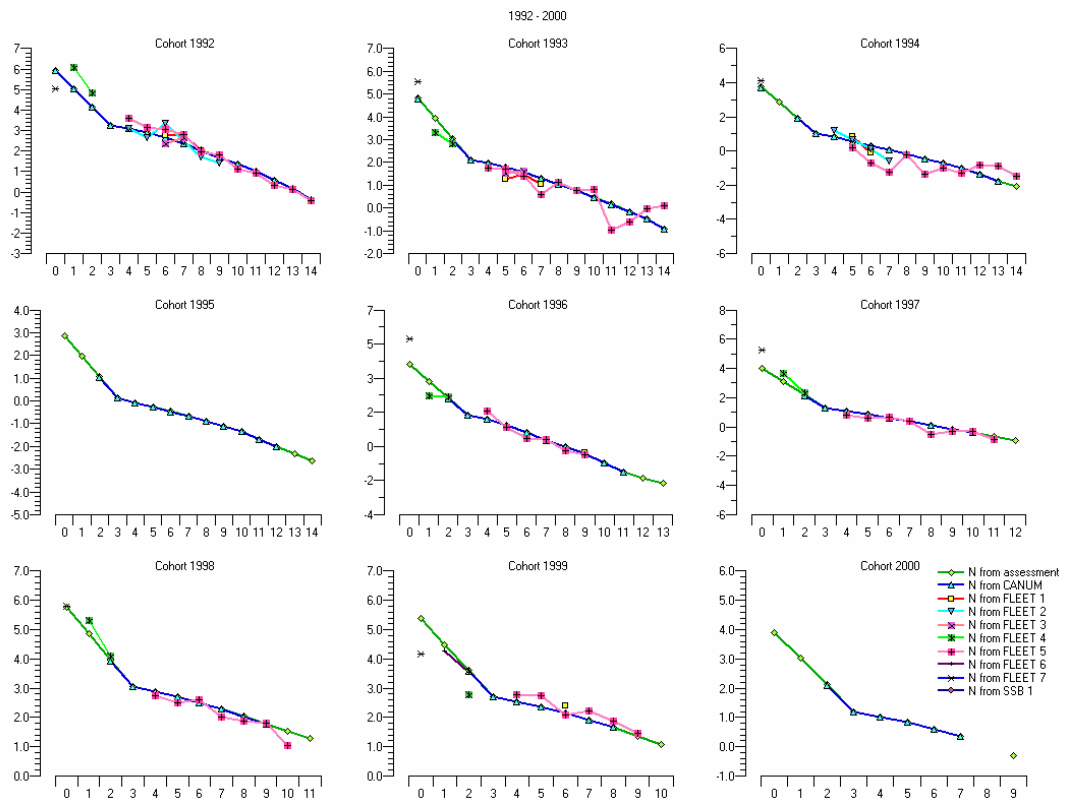 1992 - 2000
Cohort 1992
7
6
5
4
3
2
1
0
-1
-2
-3
0 1 2 3 4 5 6 7 8 9 10 11 12 13 14
Cohort 1993
7.0
6.0
5.0
4.0
3.0
2.0
1.0
0.0
-1.0
-2.0
0 1 2 3 4 5 6 7 8 9 10 11 12 13 14
Cohort 1994
6
4
2
0
-2
-4
-6
0 1 2 3 4 5 6 7 8 9 10 11 12 13 14
Cohort 1995
4.0
3.0
2.0
1.0
0.0
-1.0
-2.0
-3.0
-4.0
-5.0
0 1 2 3 4 5 6 7 8 9 10 11 12 13 14
Cohort 1996
7
5
3
2
0
-2
-4
0 1 2 3 4 5 6 7 8 9 10 11 12 13
Cohort 1997
8
6
4
2
0
-2
-4
-6
0 1 2 3 4 5 6 7 8 9 10 11 12
Cohort 1998
7.0
6.0
5.0
4.0
3.0
2.0
1.0
0.0
0 1 2 3 4 5 6 7 8 9 10 11
Cohort 1999
7.0
6.0
5.0
4.0
3.0
2.0
1.0
0.0
0 1 2 3 4 5 6 7 8 9 10
Cohort 2000
6.0
5.0
4.0
3.0
2.0
1.0
0.0
-1.0
0 1 2 3 4 5 6 7 8 9
N from assessment
N from CANUM
N from FLEET 1
N from FLEET 2
N from FLEET 3
N from FLEET 4
N from FLEET 5
N from FLEET 6
N from FLEET 7
N from SSB 1